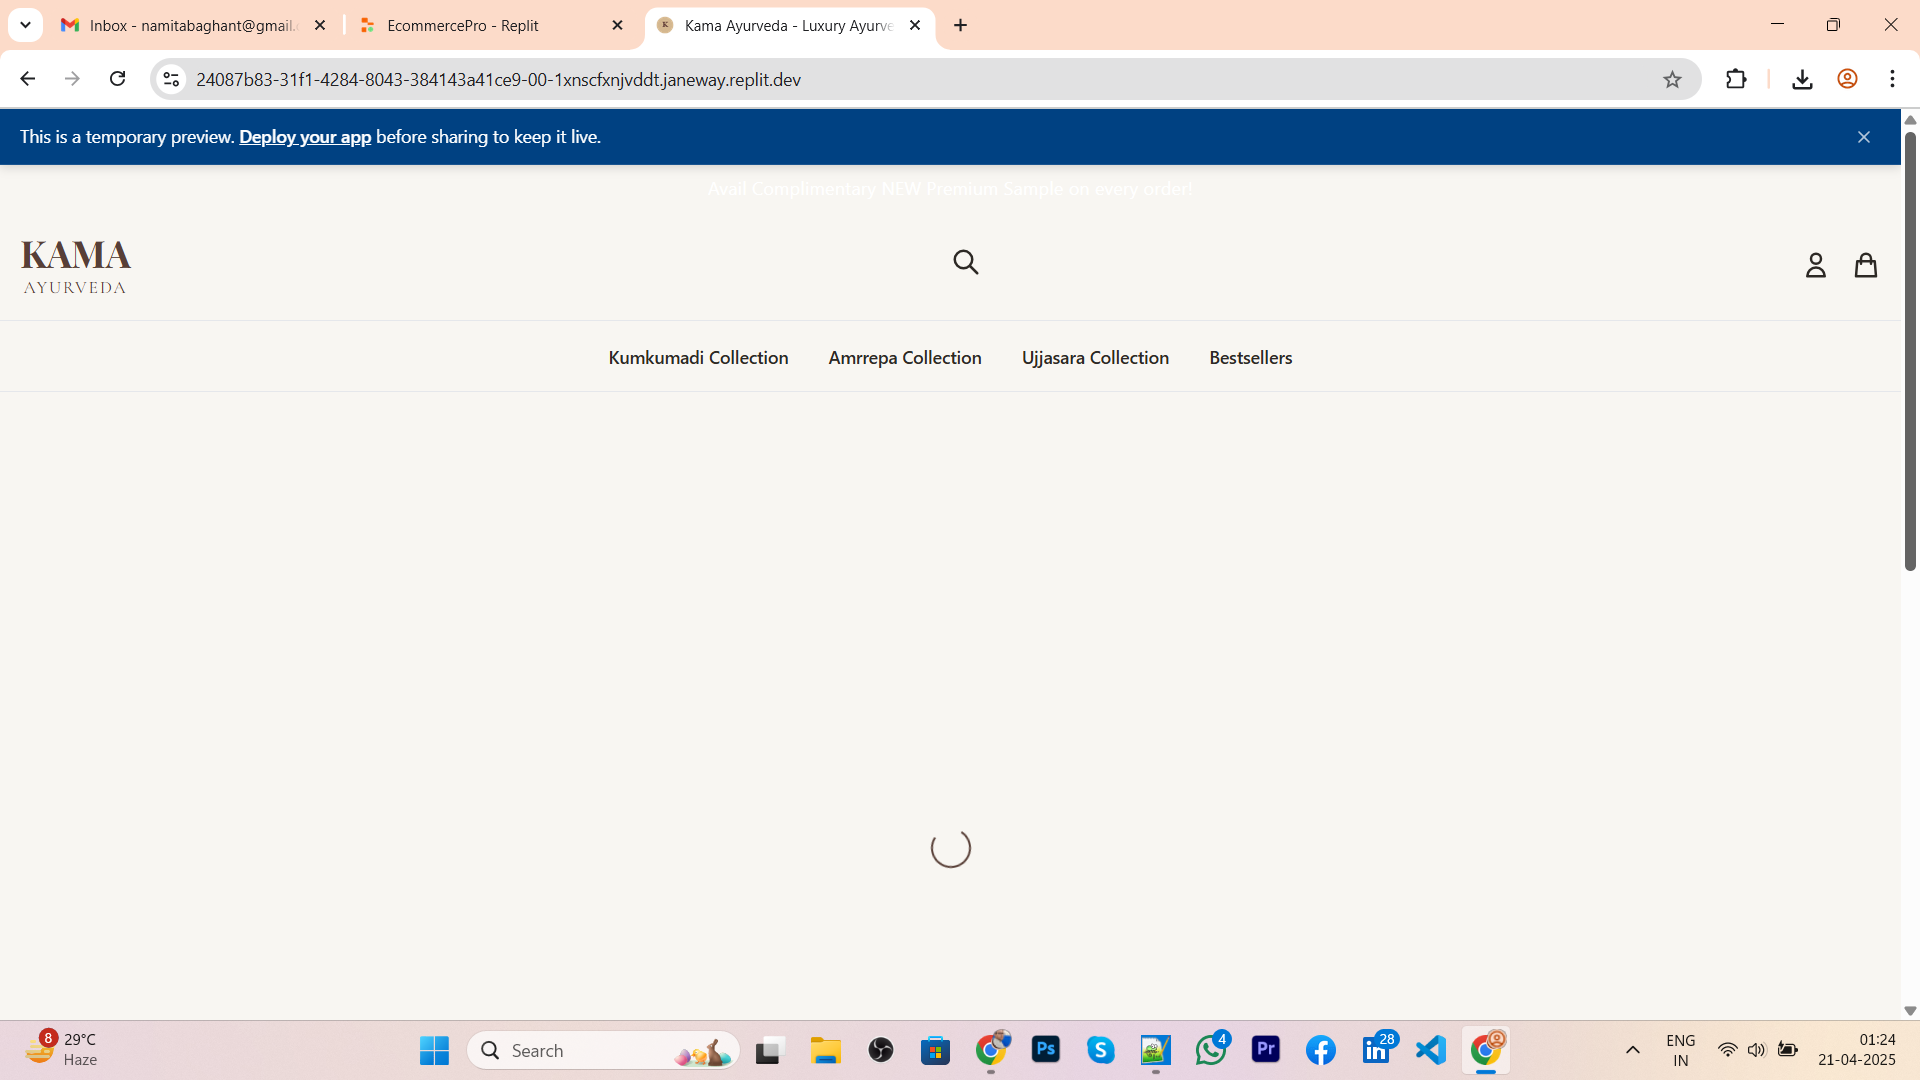 Inbox - namitabaghant@gmail.
EcommercePro - Replit
Kama Ayurveda - Luxury Ayurve
24087b83-31f1-4284-8043-384143a41ce9-00-1xnscfxnjvddt.janeway.replit.dev
This is a temporary preview. Deploy your app before sharing to keep it live.
Avail Complimentary NEW Premium Sample on every order!
KAMA
AYURVEDA
Kumkumadi Collection
Amrrepa Collection
Ujjasara Collection
Bestsellers
8
29°C
Haze
Search
Ps
S
4
Pr
28
ENG
IN
01:24
21-04-2025